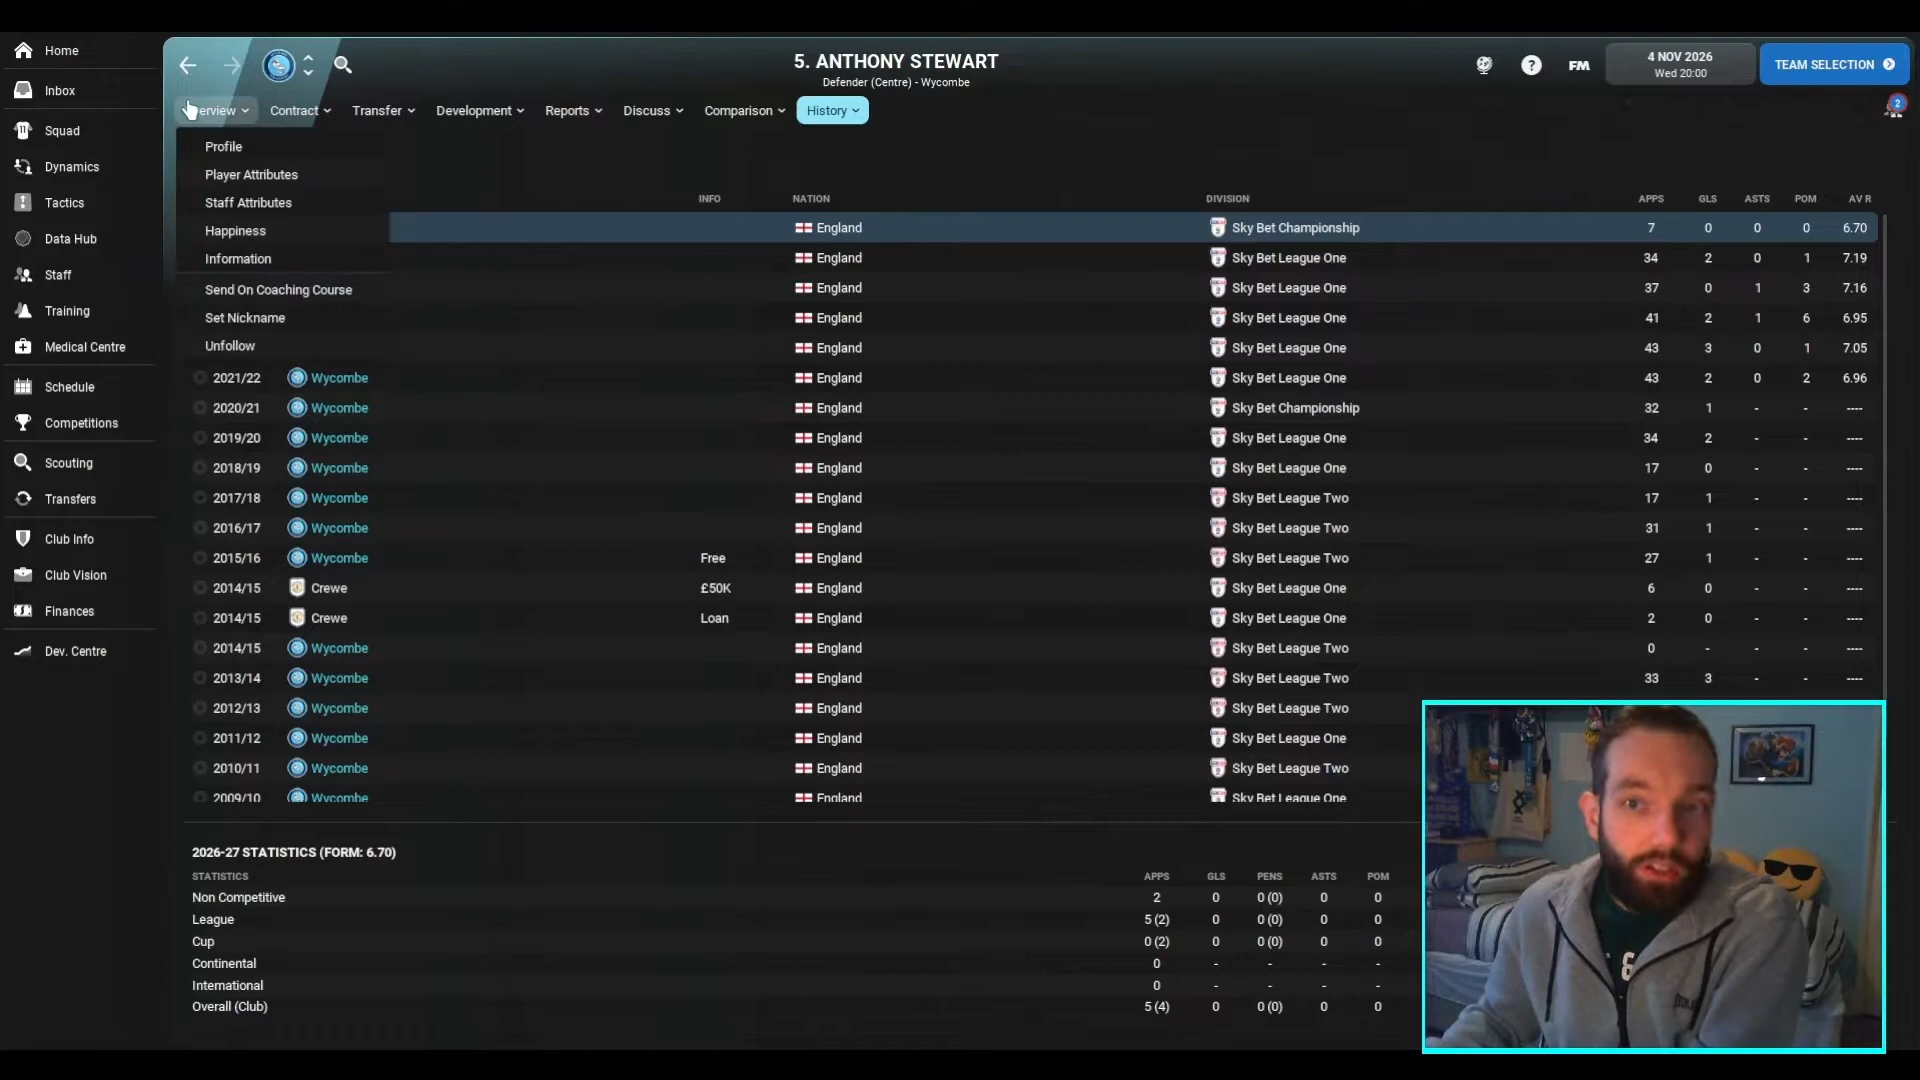 Home
Inbox
Squad
Dynamics
Tactics
Data Hub
Staff
Training
Medical Centre
Schedule
Competitions
Scouting
Transfers
Club Info
Club Vision
Finances
Dev. Centre
5. ANTHONY STEWART
Defender (Centre) - Wycombe
? FM
4 NOV 2026
Wed 20:00
TEAM SELECTION
2
erview Contract Transfer Development Reports Discuss Comparison History
Profile
Player Attributes
Staff Attributes
Happiness
Information
Send On Coaching Course
Set Nickname
Unfollow
INFO NATION DIVISION APPS GLS ASTS POM AV R
England Sky Bet Championship 7 0 0 0 6.70
England Sky Bet League One 34 2 0 1 7.19
England Sky Bet League One 37 0 1 3 7.16
England Sky Bet League One 41 2 1 6 6.95
England Sky Bet League One 43 3 0 1 7.05
2021/22 Wycombe England Sky Bet League One 43 2 0 2 6.96
2020/21 Wycombe England Sky Bet Championship 32 1 - - ----
2019/20 Wycombe England Sky Bet League One 34 2 - - ----
2018/19 Wycombe England Sky Bet League One 17 0 - - ----
2017/18 Wycombe England Sky Bet League Two 17 1 - - ----
2016/17 Wycombe England Sky Bet League Two 31 1 - - ----
2015/16 Wycombe Free England Sky Bet League Two 27 1 - - ----
2014/15 Crewe £50K England Sky Bet League One 6 0 - - ----
2014/15 Crewe Loan England Sky Bet League One 2 0 - - ----
2014/15 Wycombe England Sky Bet League Two 0 - - - ----
2013/14 Wycombe England Sky Bet League Two 33 3 - - ----
2012/13 Wycombe England Sky Bet League Two
2011/12 Wycombe England Sky Bet League One
2010/11 Wycombe England Sky Bet League Two
2009/10 Wycombe England Sky Bet League One
2026-27 STATISTICS (FORM: 6.70)
STATISTICS APPS GLS PENS ASTS POM
Non Competitive 2 0 0 (0) 0 0
League 5 (2) 0 0 (0) 0 0
Cup 0 (2) 0 0 (0) 0 0
Continental 0 - - - -
International 0 - - - -
Overall (Club) 5 (4) 0 0 (0) 0 0